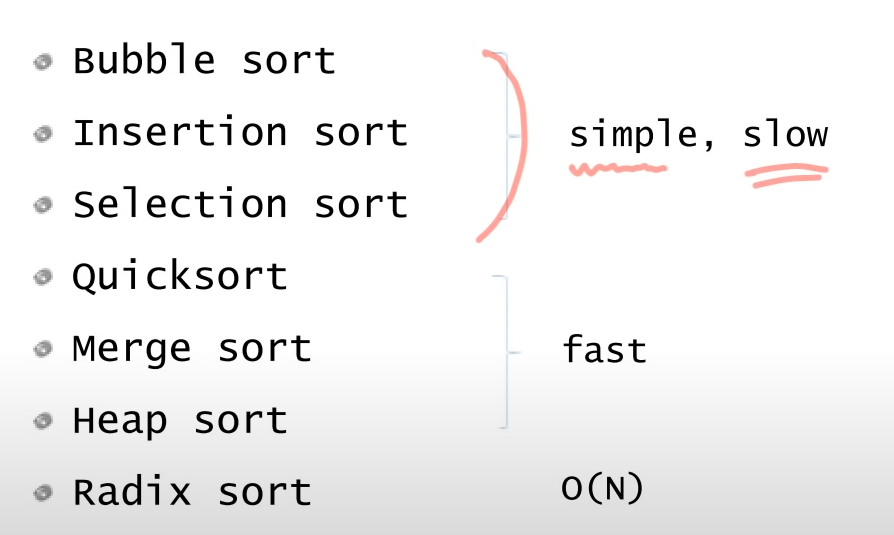 Bubble sort
Insertion sort
simple, slow
Selection sort
Quicksort
Merge sort
fast
Heap sort
Radix sort
O(N)